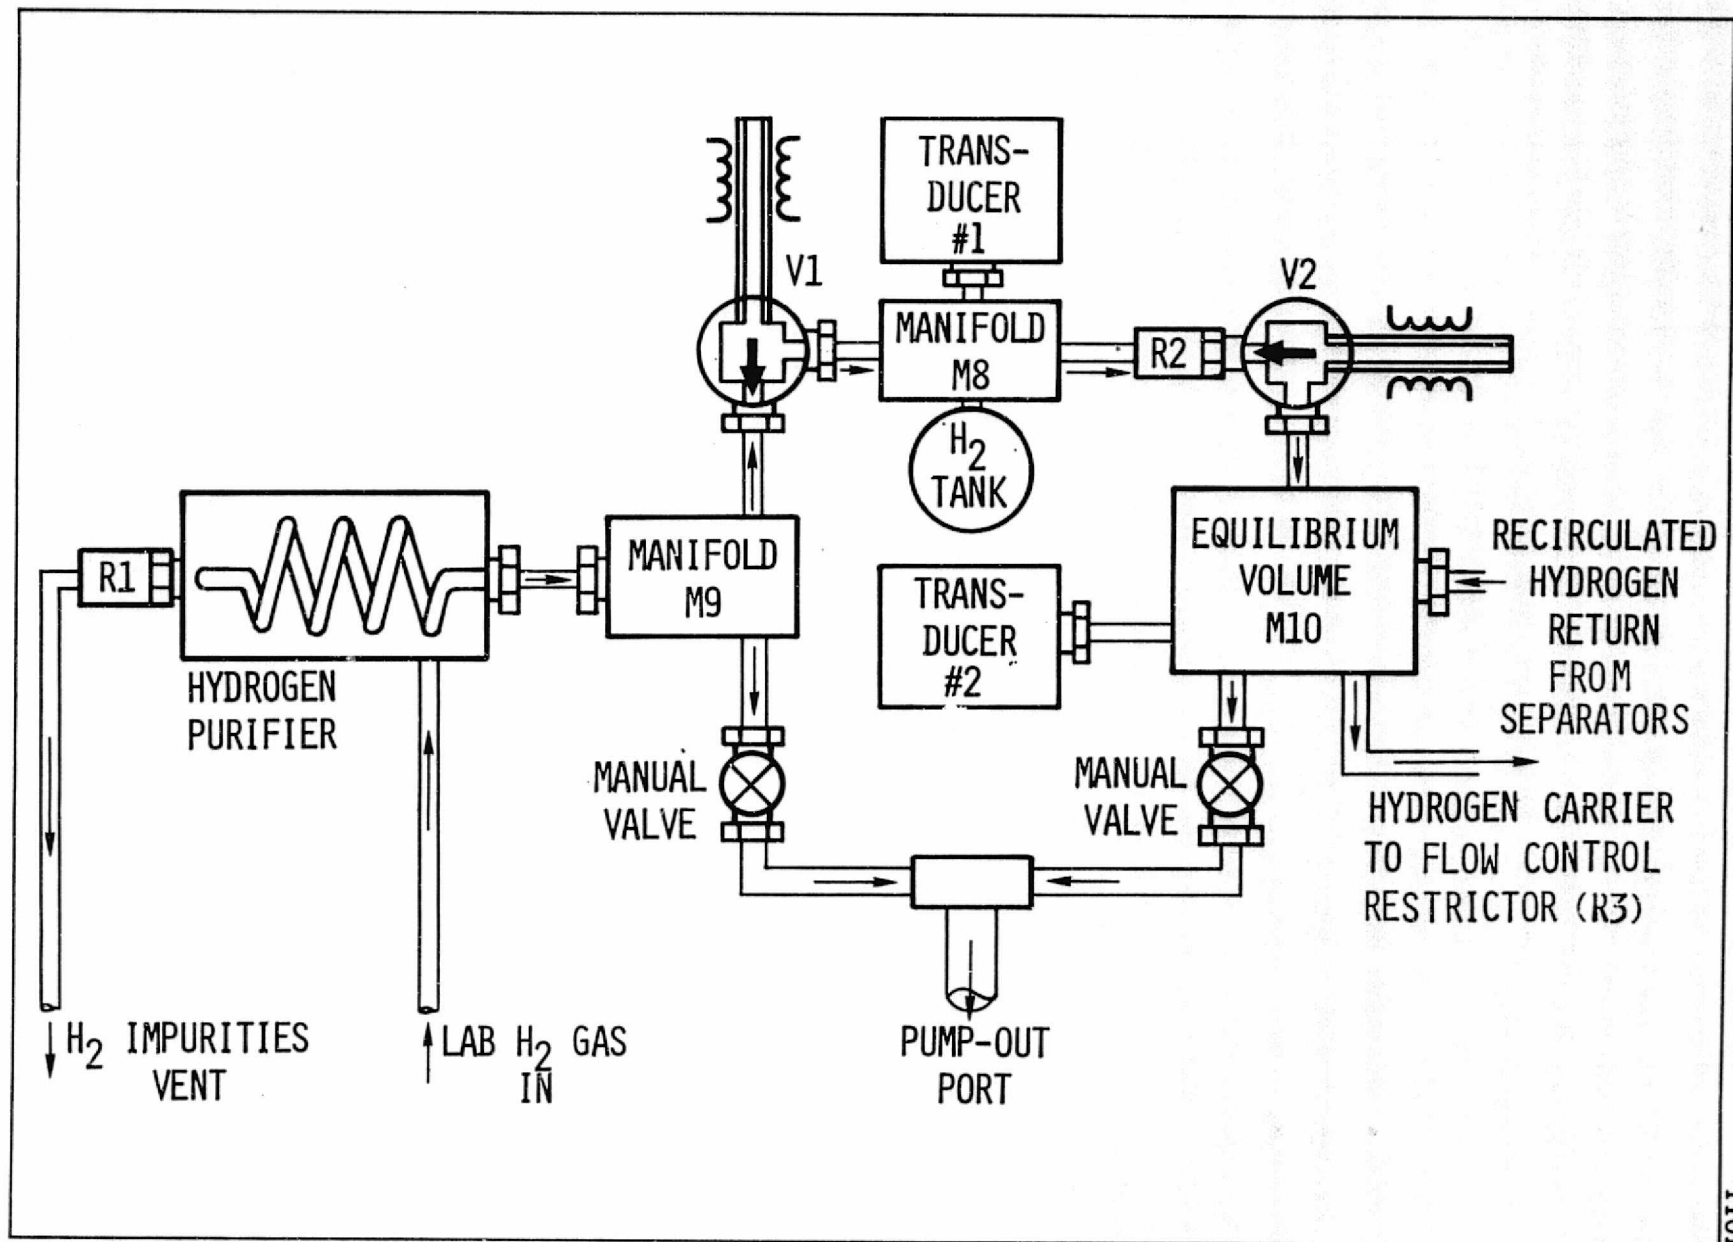 TRANS-
DUCER
#1
V1
V2
MANIFOLD
M8
R2
H2
TANK
R1
HYDROGEN
PURIFIER
MANIFOLD
M9
TRANS-
DUCER
#2
EQUILIBRIUM
VOLUME
M10
RECIRCULATED
HYDROGEN
RETURN
FROM
SEPARATORS
MANUAL
VALVE
MANUAL
VALVE
HYDROGEN CARRIER
TO FLOW CONTROL
RESTRICTOR (R3)
H2 IMPURITIES
VENT
LAB H2 GAS
IN
PUMP-OUT
PORT